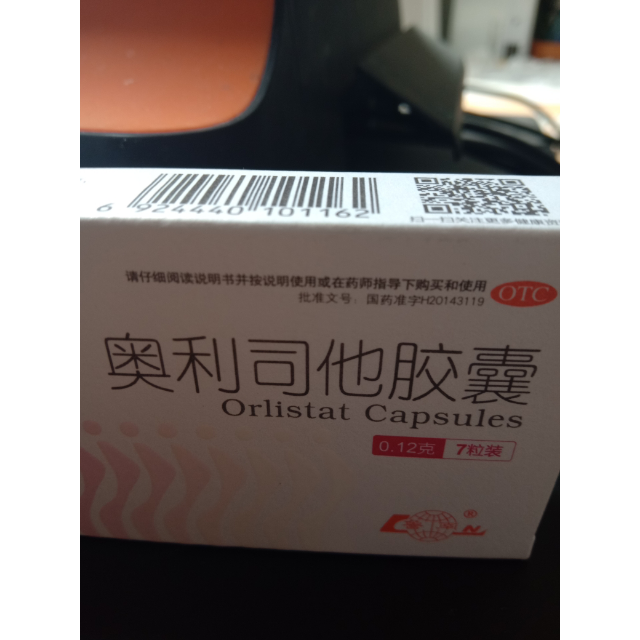 6 924440 101162
扫一扫关注更多健康资
请仔细阅读说明书并按说明使用或在药师指导下购买和使用
批准文号：国药准字H20143119
OTC
奥利司他胶囊
Orlistat Capsules
0.12克 7粒装